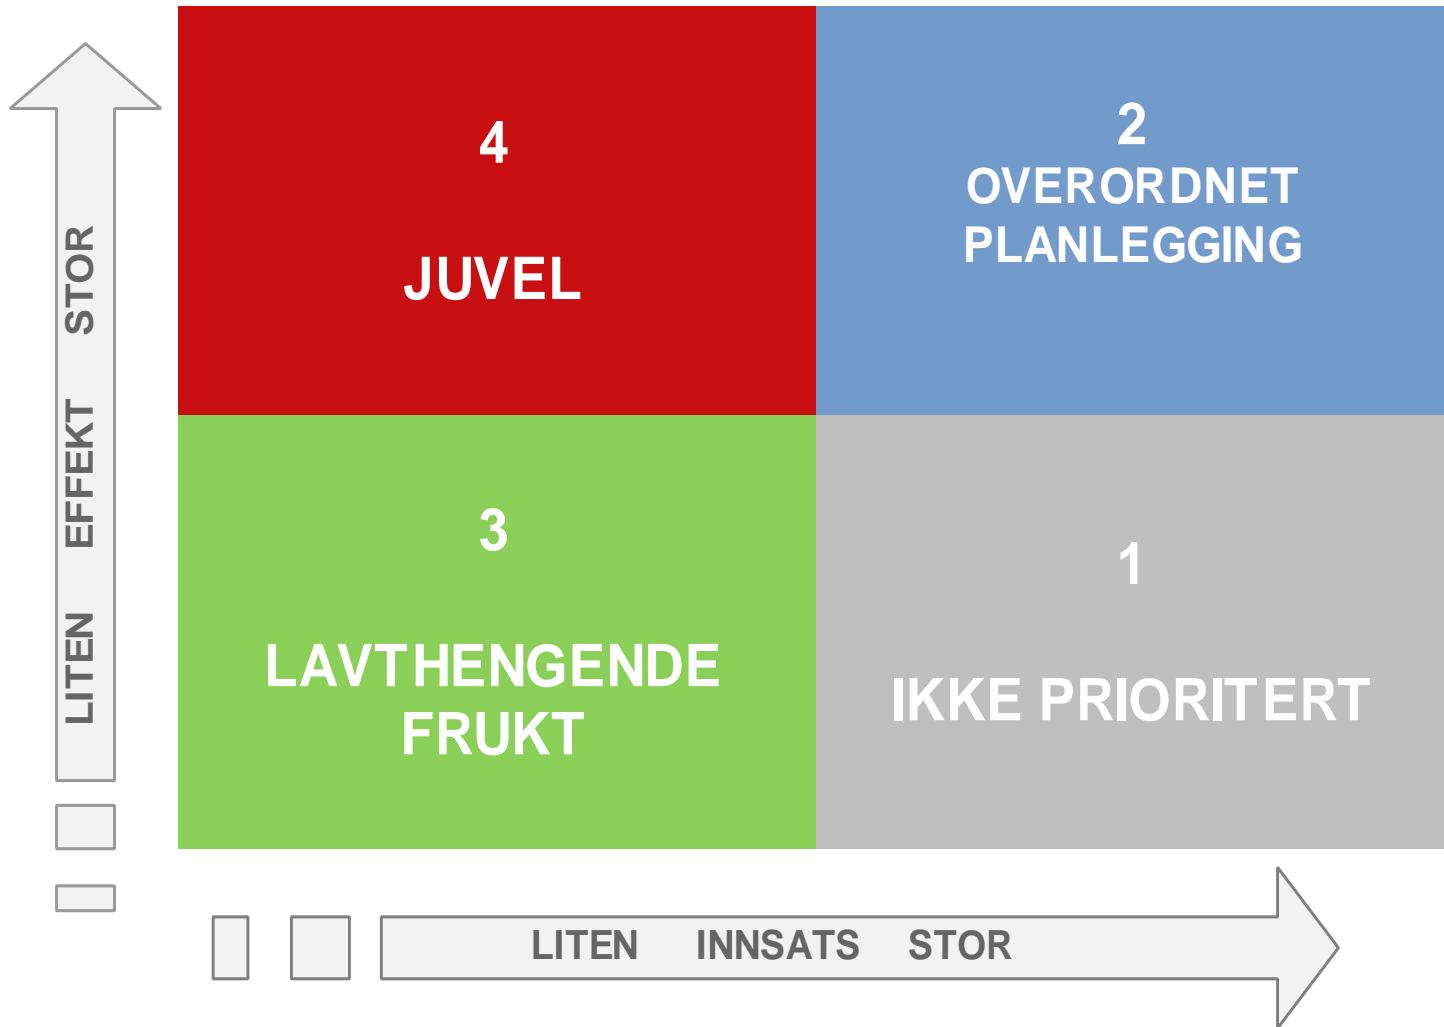 4
JUVEL
2
OVERORDNET
PLANLEGGING
3
LAVTHENGENDE
FRUKT
1
IKKE PRIORITERT
LITEN EFFEKT STOR
LITEN INNSATS STOR